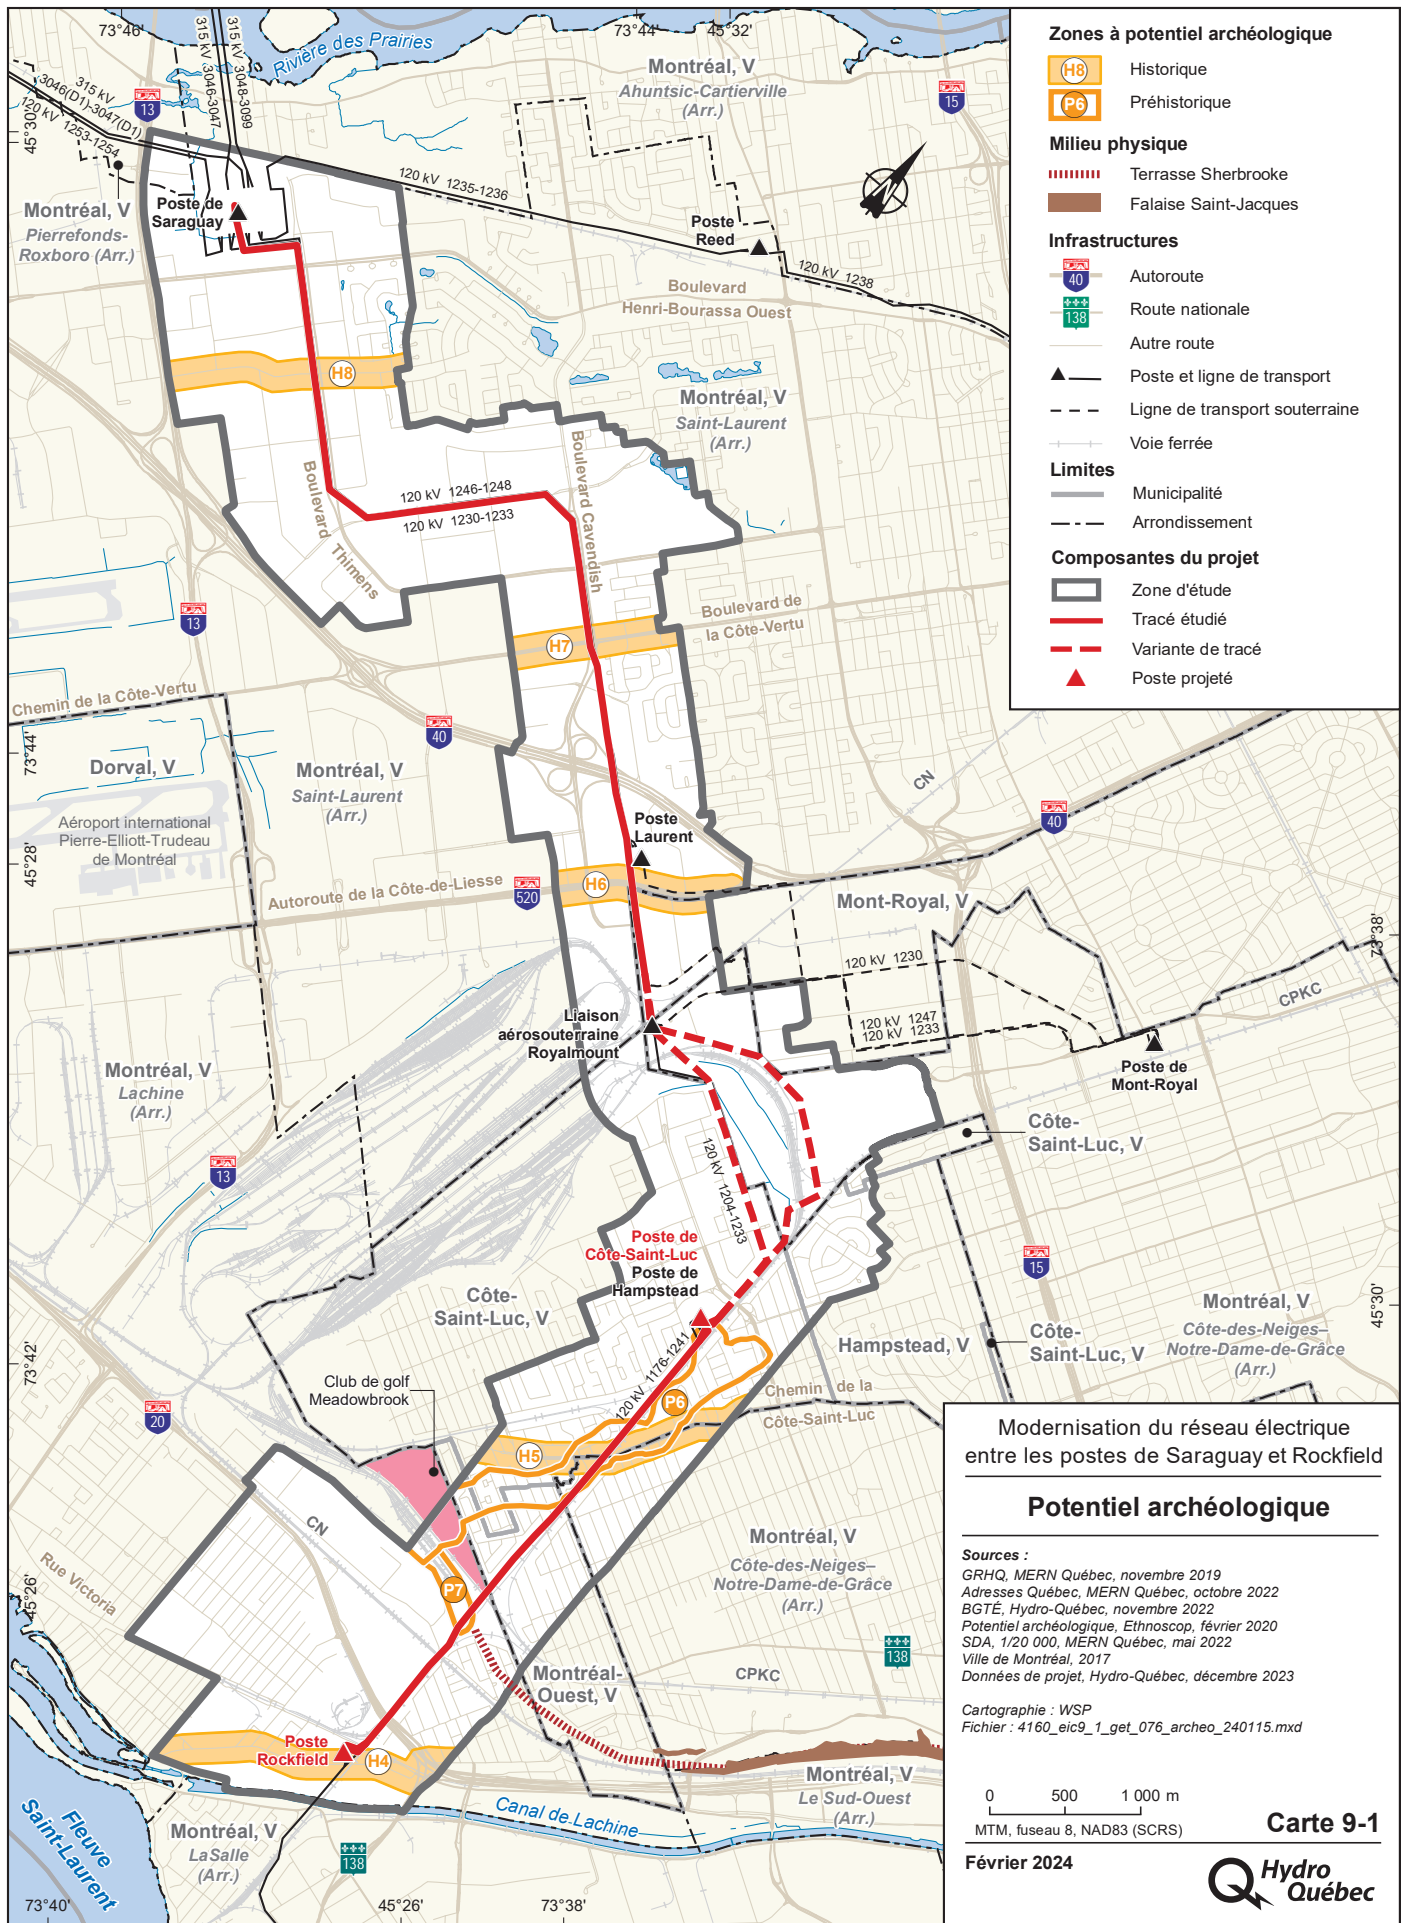 73°46'
73°44'
45°32'
Rivière des Prairies
315 kV 3046-3047
315 kV 3048-3099
315 kV
3046(D1)-3047(D1)
120 kV 1253-1254
13
15
Montréal, V
Ahuntsic-Cartierville
(Arr.)
45°30'
120 kV 1235-1236
Poste de
Saraguay
Montréal, V
Pierrefonds-
Roxboro (Arr.)
Poste
Reed
120 kV 1238
Boulevard
Henri-Bourassa Ouest
H8
Montréal, V
Saint-Laurent
(Arr.)
Boulevard Thimens
Boulevard Cavendish
120 kV 1246-1248
120 kV 1230-1233
13
Boulevard de
la Côte-Vertu
H7
Chemin de la Côte-Vertu
40
73°44'
Dorval, V
Montréal, V
Saint-Laurent
(Arr.)
CN
40
Aéroport international
Pierre-Elliott-Trudeau
de Montréal
Poste
Laurent
45°28'
Autoroute de la Côte-de-Liesse
520
H6
Mont-Royal, V
73°38'
120 kV 1230
CPKC
Liaison
aérosouterraine
Royalmount
120 kV 1247
120 kV 1233
Poste de
Mont-Royal
Montréal, V
Lachine
(Arr.)
Côte-
Saint-Luc, V
13
120 kV 1204-1233
Poste de
Côte-Saint-Luc
Poste de
Hampstead
15
Côte-
Saint-Luc, V
Montréal, V
Côte-des-Neiges–
Notre-Dame-de-Grâce
(Arr.)
45°30'
Hampstead, V
Côte-
Saint-Luc, V
73°42'
Club de golf
Meadowbrook
120 kV 1176-1241
P6
Chemin de la
Côte-Saint-Luc
20
H5
CN
Montréal, V
Côte-des-Neiges–
Notre-Dame-de-Grâce
(Arr.)
Rue Victoria
45°26'
P7
138
Montréal-
Ouest, V
CPKC
Poste
Rockfield
H4
Montréal, V
Le Sud-Ouest
(Arr.)
Canal de Lachine
Fleuve
Saint-Laurent
Montréal, V
LaSalle
(Arr.)
138
73°40'
45°26'
73°38'
Zones à potentiel archéologique
H8 Historique
P6 Préhistorique
Milieu physique
Terrasse Sherbrooke
Falaise Saint-Jacques
Infrastructures
40 Autoroute
138 Route nationale
Autre route
Poste et ligne de transport
Ligne de transport souterraine
Voie ferrée
Limites
Municipalité
Arrondissement
Composantes du projet
Zone d'étude
Tracé étudié
Variante de tracé
Poste projeté
Modernisation du réseau électrique
entre les postes de Saraguay et Rockfield
Potentiel archéologique
Sources :
GRHQ, MERN Québec, novembre 2019
Adresses Québec, MERN Québec, octobre 2022
BGTÉ, Hydro-Québec, novembre 2022
Potentiel archéologique, Ethnoscop, février 2020
SDA, 1/20 000, MERN Québec, mai 2022
Ville de Montréal, 2017
Données de projet, Hydro-Québec, décembre 2023
Cartographie : WSP
Fichier : 4160_eic9_1_get_076_archeo_240115.mxd
0 500 1 000 m
MTM, fuseau 8, NAD83 (SCRS)
Carte 9-1
Février 2024
Hydro
Québec